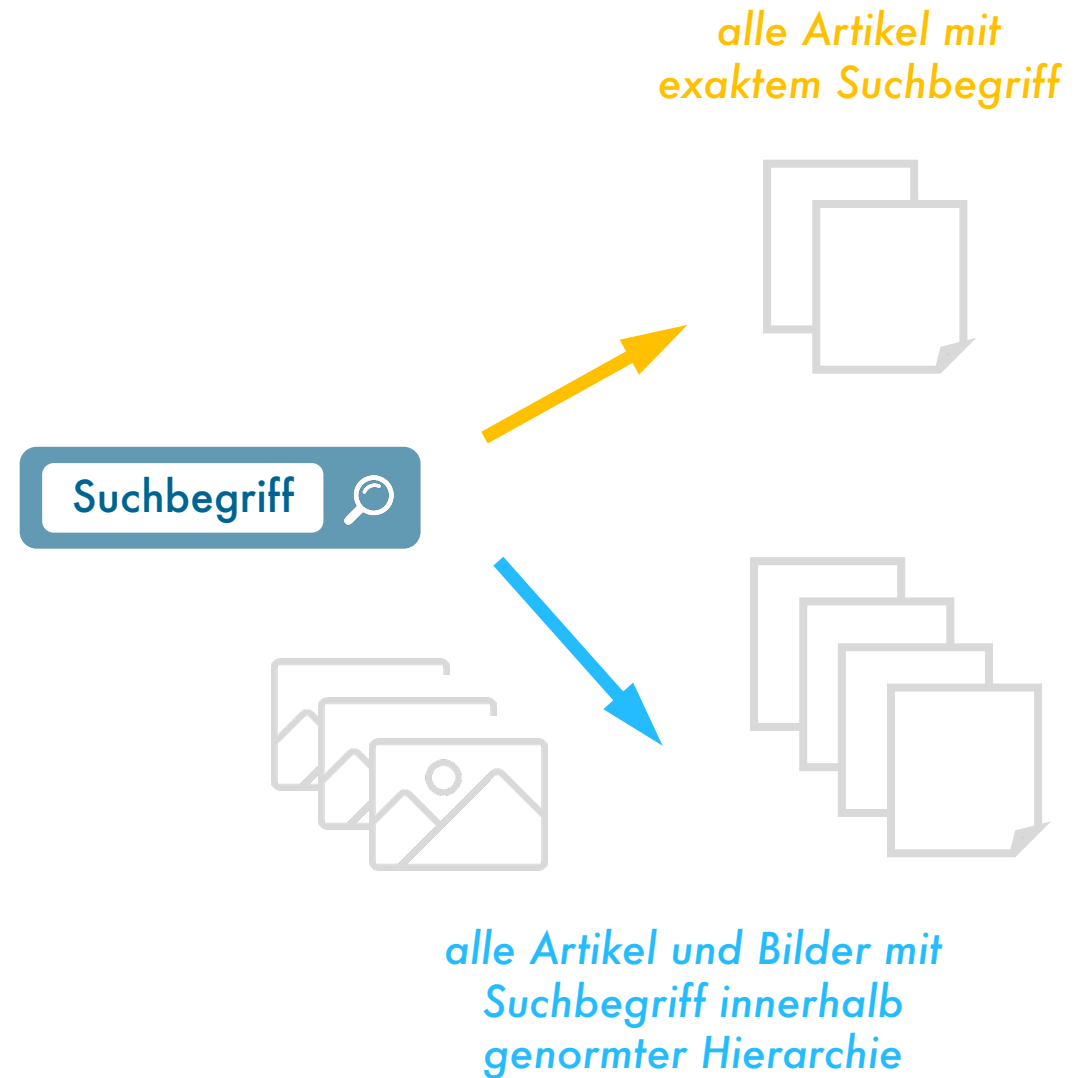 alle Artikel mit
exaktem Suchbegriff
Suchbegriff
alle Artikel und Bilder mit
Suchbegriff innerhalb
genormter Hierarchie